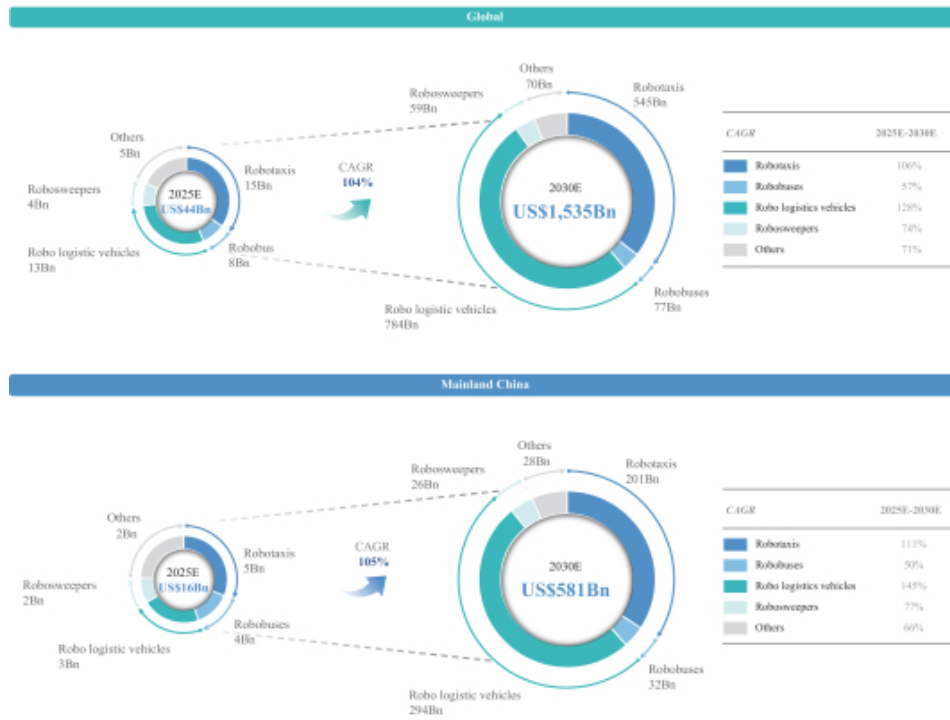 Global
Others
5Bn
Robosweepers
4Bn
Robo logistic vehicles
13Bn
2025E
US$44Bn
Robotaxis
15Bn
Robobus
8Bn
CAGR
104%
Robosweepers
59Bn
Others
70Bn
Robotaxis
545Bn
2030E
US$1,535Bn
Robo logistic vehicles
784Bn
Robobuses
77Bn
CAGR 2025E-2030E
Robotaxis 106%
Robobuses 57%
Robo logistics vehicles 128%
Robosweepers 74%
Others 71%
Mainland China
Others
2Bn
Robosweepers
2Bn
Robo logistic vehicles
3Bn
2025E
US$16Bn
Robotaxis
5Bn
Robobuses
4Bn
CAGR
105%
Robosweepers
26Bn
Others
28Bn
Robotaxis
201Bn
2030E
US$581Bn
Robo logistic vehicles
294Bn
Robobuses
32Bn
CAGR 2025E-2030E
Robotaxis 111%
Robobuses 50%
Robo logistics vehicles 145%
Robosweepers 77%
Others 66%